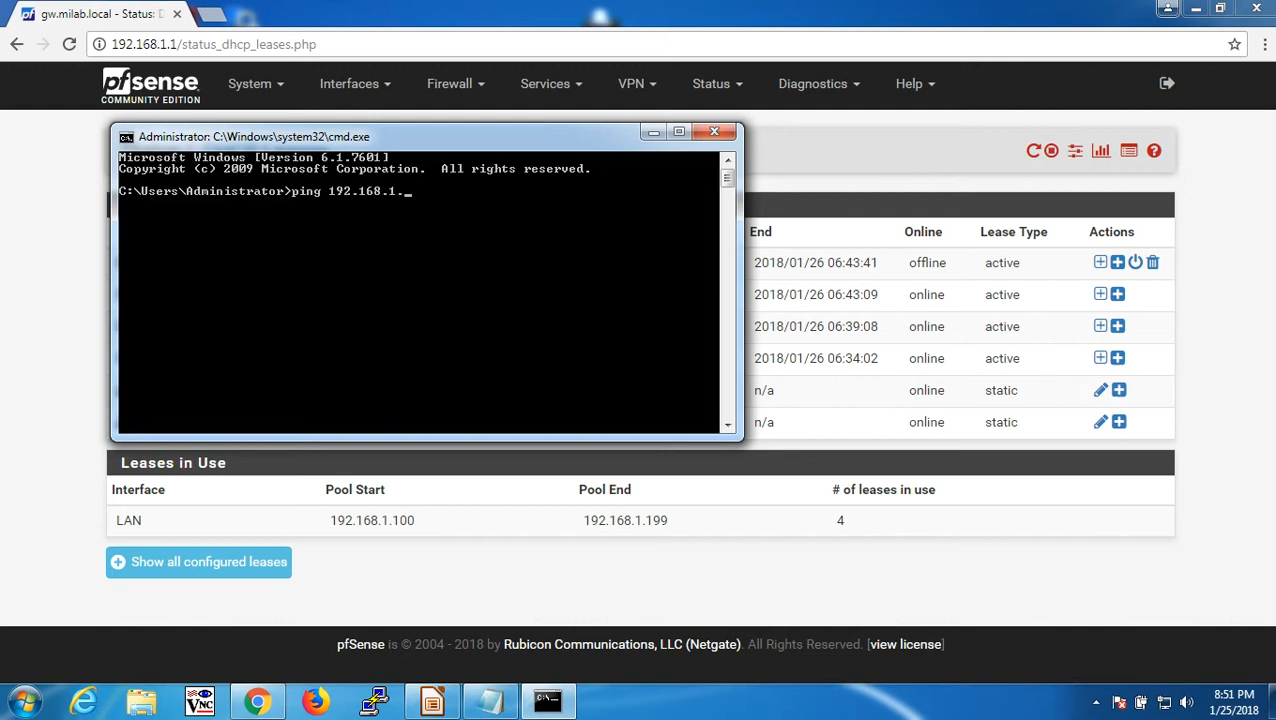 gw.milab.local - Status: D
192.168.1.1/status_dhcp_leases.php
pfsense
COMMUNITY EDITION
System
Interfaces
Firewall
Services
VPN
Status
Diagnostics
Help
Administrator: C:\Windows\system32\cmd.exe
Microsoft Windows [Version 6.1.7601]
Copyright (c) 2009 Microsoft Corporation.  All rights reserved.
C:\Users\Administrator>ping 192.168.1._
End Online Lease Type Actions
2018/01/26 06:43:41 offline active
2018/01/26 06:43:09 online active
2018/01/26 06:39:08 online active
2018/01/26 06:34:02 online active
n/a online static
n/a online static
Leases in Use
Interface Pool Start Pool End # of leases in use
LAN 192.168.1.100 192.168.1.199 4
Show all configured leases
pfSense is © 2004 - 2018 by Rubicon Communications, LLC (Netgate). All Rights Reserved. [view license]
VNC
C:\.
8:51 PM
1/25/2018